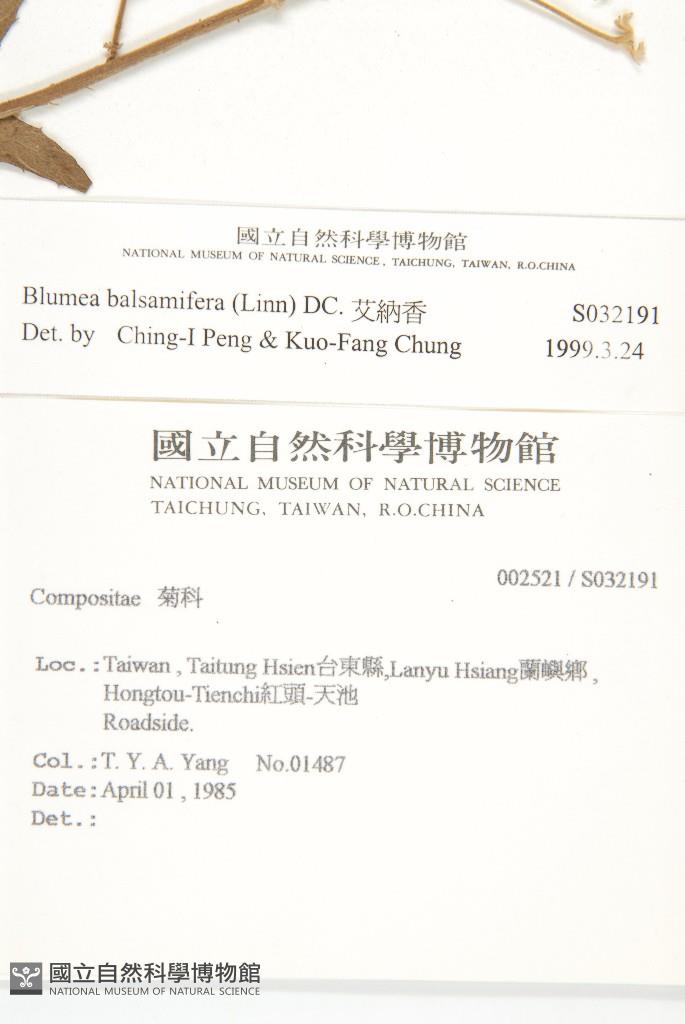 國立自然科學博物館
NATIONAL MUSEUM OF NATURAL SCIENCE, TAICHUNG, TAIWAN, R.O.CHINA
Blumea balsamifera (Linn) DC. 艾納香 S032191
Det. by Ching-I Peng & Kuo-Fang Chung 1999.3.24
國立自然科學博物館
NATIONAL MUSEUM OF NATURAL SCIENCE
TAICHUNG, TAIWAN, R.O.CHINA
002521 / S032191
Compositae 菊科
Loc.:Taiwan , Taitung Hsien台東縣,Lanyu Hsiang蘭嶼鄉 ,
Hongtou-Tienchi紅頭-天池
Roadside.
Col.:T. Y. A. Yang No.01487
Date:April 01 , 1985
Det.:
國立自然科學博物館
NATIONAL MUSEUM OF NATURAL SCIENCE